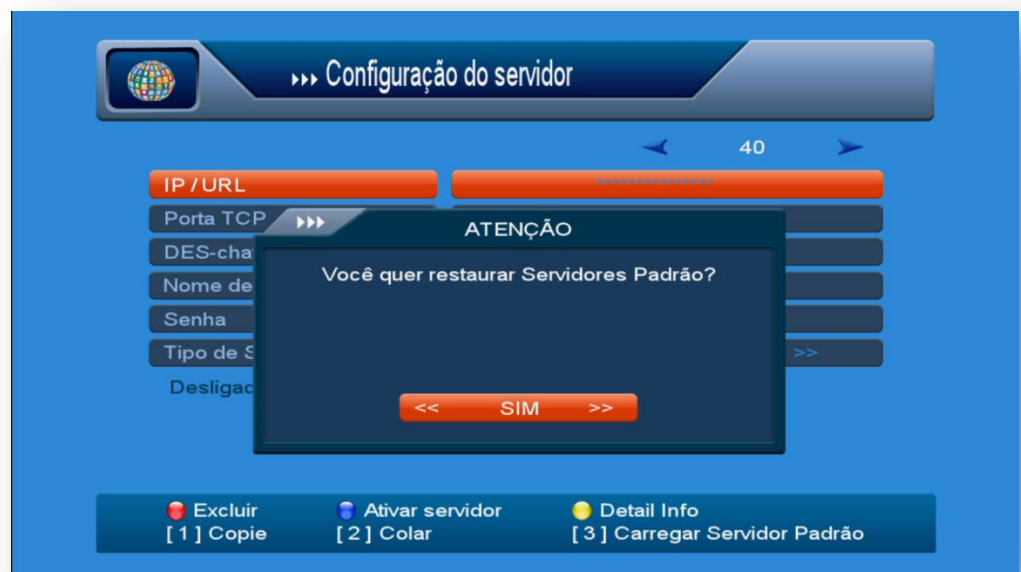 ▸▸▸ Configuração do servidor
40
IP / URL ***************
Porta TCP
DES-cha
Nome de
Senha
Tipo de S >>
Desligad
▸▸▸ ATENÇÃO
Você quer restaurar Servidores Padrão?
<< SIM >>
Excluir Ativar servidor Detail Info
[ 1 ] Copie [ 2 ] Colar [ 3 ] Carregar Servidor Padrão